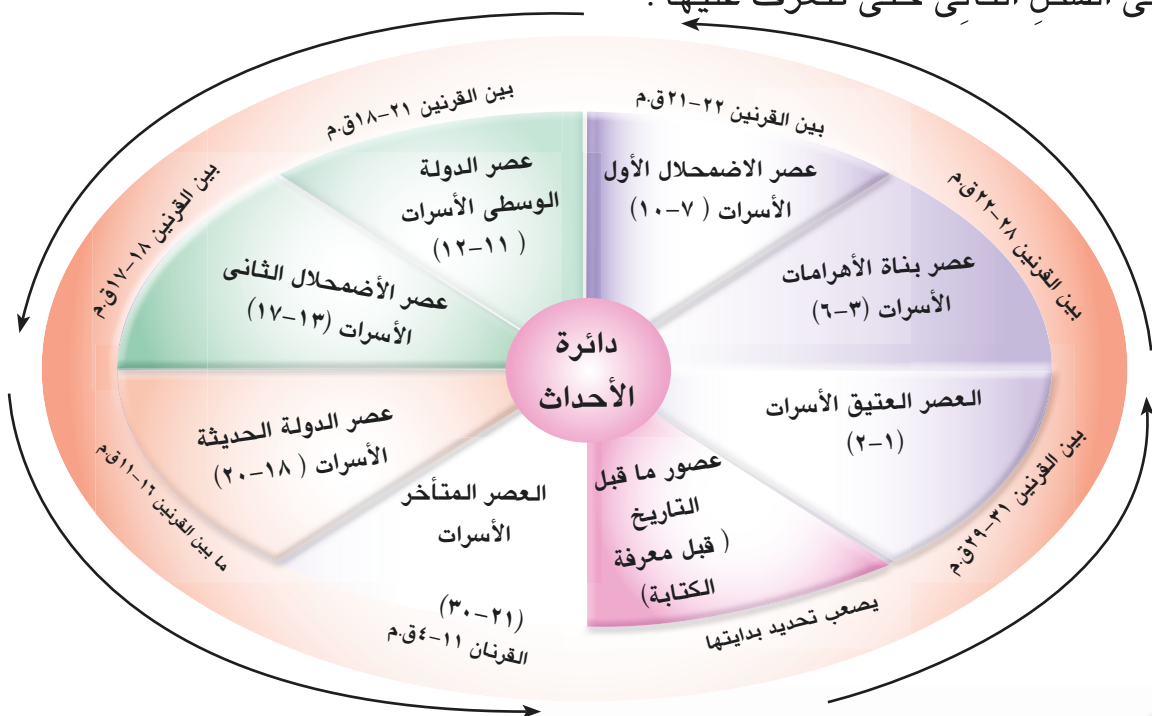 حتى نتعرف عليها :
دائرة
الأحداث
عصور ما قبل
التاريخ
( قبل معرفة
الكتابة)
يصعب تحديد بدايتها
العصر العتيق الأسرات
(١-٢)
بين القرنين ٣١-٢٩ق.م
عصر بناة الأهرامات
الأسرات (٣-٦)
بين القرنين ٢٨-٢٢ق.م
عصر الاضمحلال الأول
الأسرات ( ٧-١٠)
بين القرنين ٢٢-٢١ق.م
عصر الدولة
الوسطى الأسرات
( ١١-١٢)
بين القرنين ٢١-١٨ق.م
عصر الأضمحلال الثانى
الأسرات (١٣-١٧)
بين القرنين ١٨-١٧ق.م
عصر الدولة الحديثة
الأسرات ( ١٨-٢٠)
ما بين القرنين ١٦-١١ق.م
العصر المتأخر
الأسرات
(٢١-٣٠)
القرنان ١١-٤ق.م